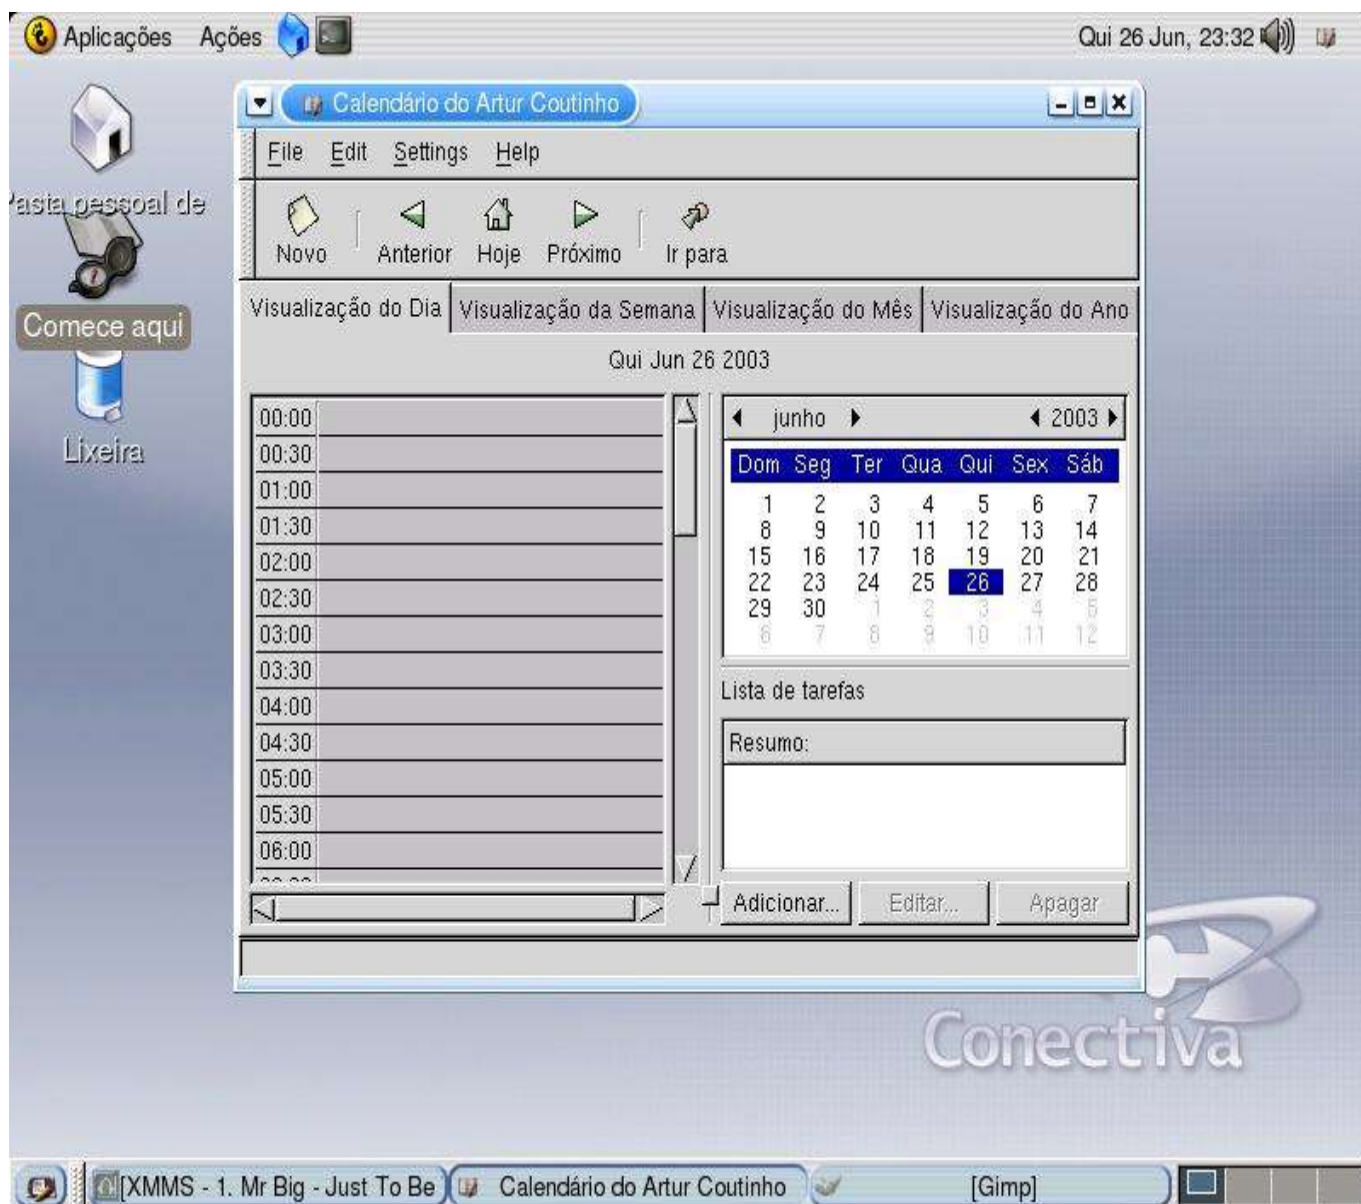 Aplicações Ações Qui 26 Jun, 23:32
Calendário do Artur Coutinho
File Edit Settings Help
Pasta pessoal de
Novo Anterior Hoje Próximo Ir para
Comece aqui
Visualização do Dia Visualização da Semana Visualização do Mês Visualização do Ano
Qui Jun 26 2003
Lixeira
00:00
00:30
01:00
01:30
02:00
02:30
03:00
03:30
04:00
04:30
05:00
05:30
06:00
junho 2003
Dom Seg Ter Qua Qui Sex Sáb
1 2 3 4 5 6 7
8 9 10 11 12 13 14
15 16 17 18 19 20 21
22 23 24 25 26 27 28
29 30 1 2 3 4 5
6 7 8 9 10 11 12
Lista de tarefas
Resumo:
Adicionar... Editar... Apagar
Conectiva
[XMMS - 1. Mr Big - Just To Be Calendário do Artur Coutinho [Gimp]